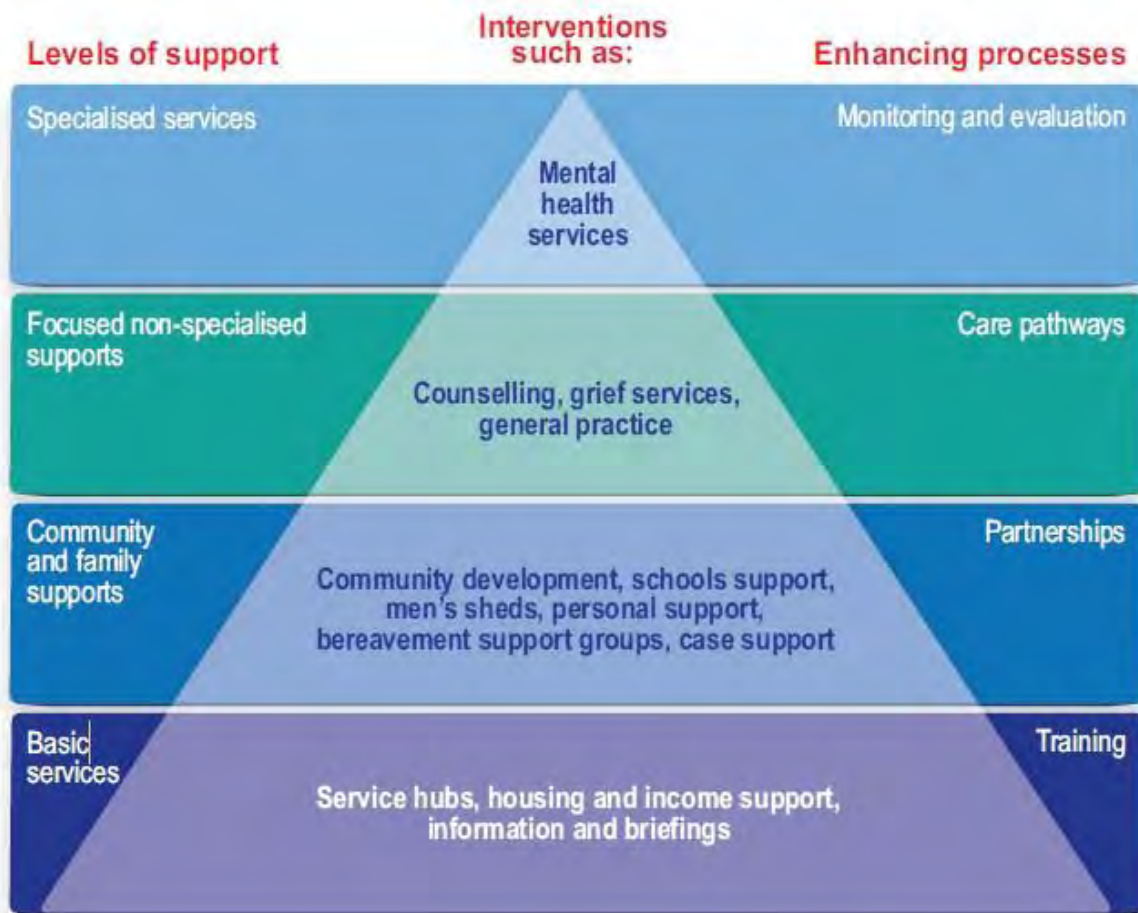 Levels of support
Interventions
such as:
Enhancing processes
Specialised services
Monitoring and evaluation
Mental
health
services
Focused non-specialised
supports
Care pathways
Counselling, grief services,
general practice
Community
and family
supports
Partnerships
Community development, schools support,
men's sheds, personal support,
bereavement support groups, case support
Basic
services
Training
Service hubs, housing and income support,
information and briefings